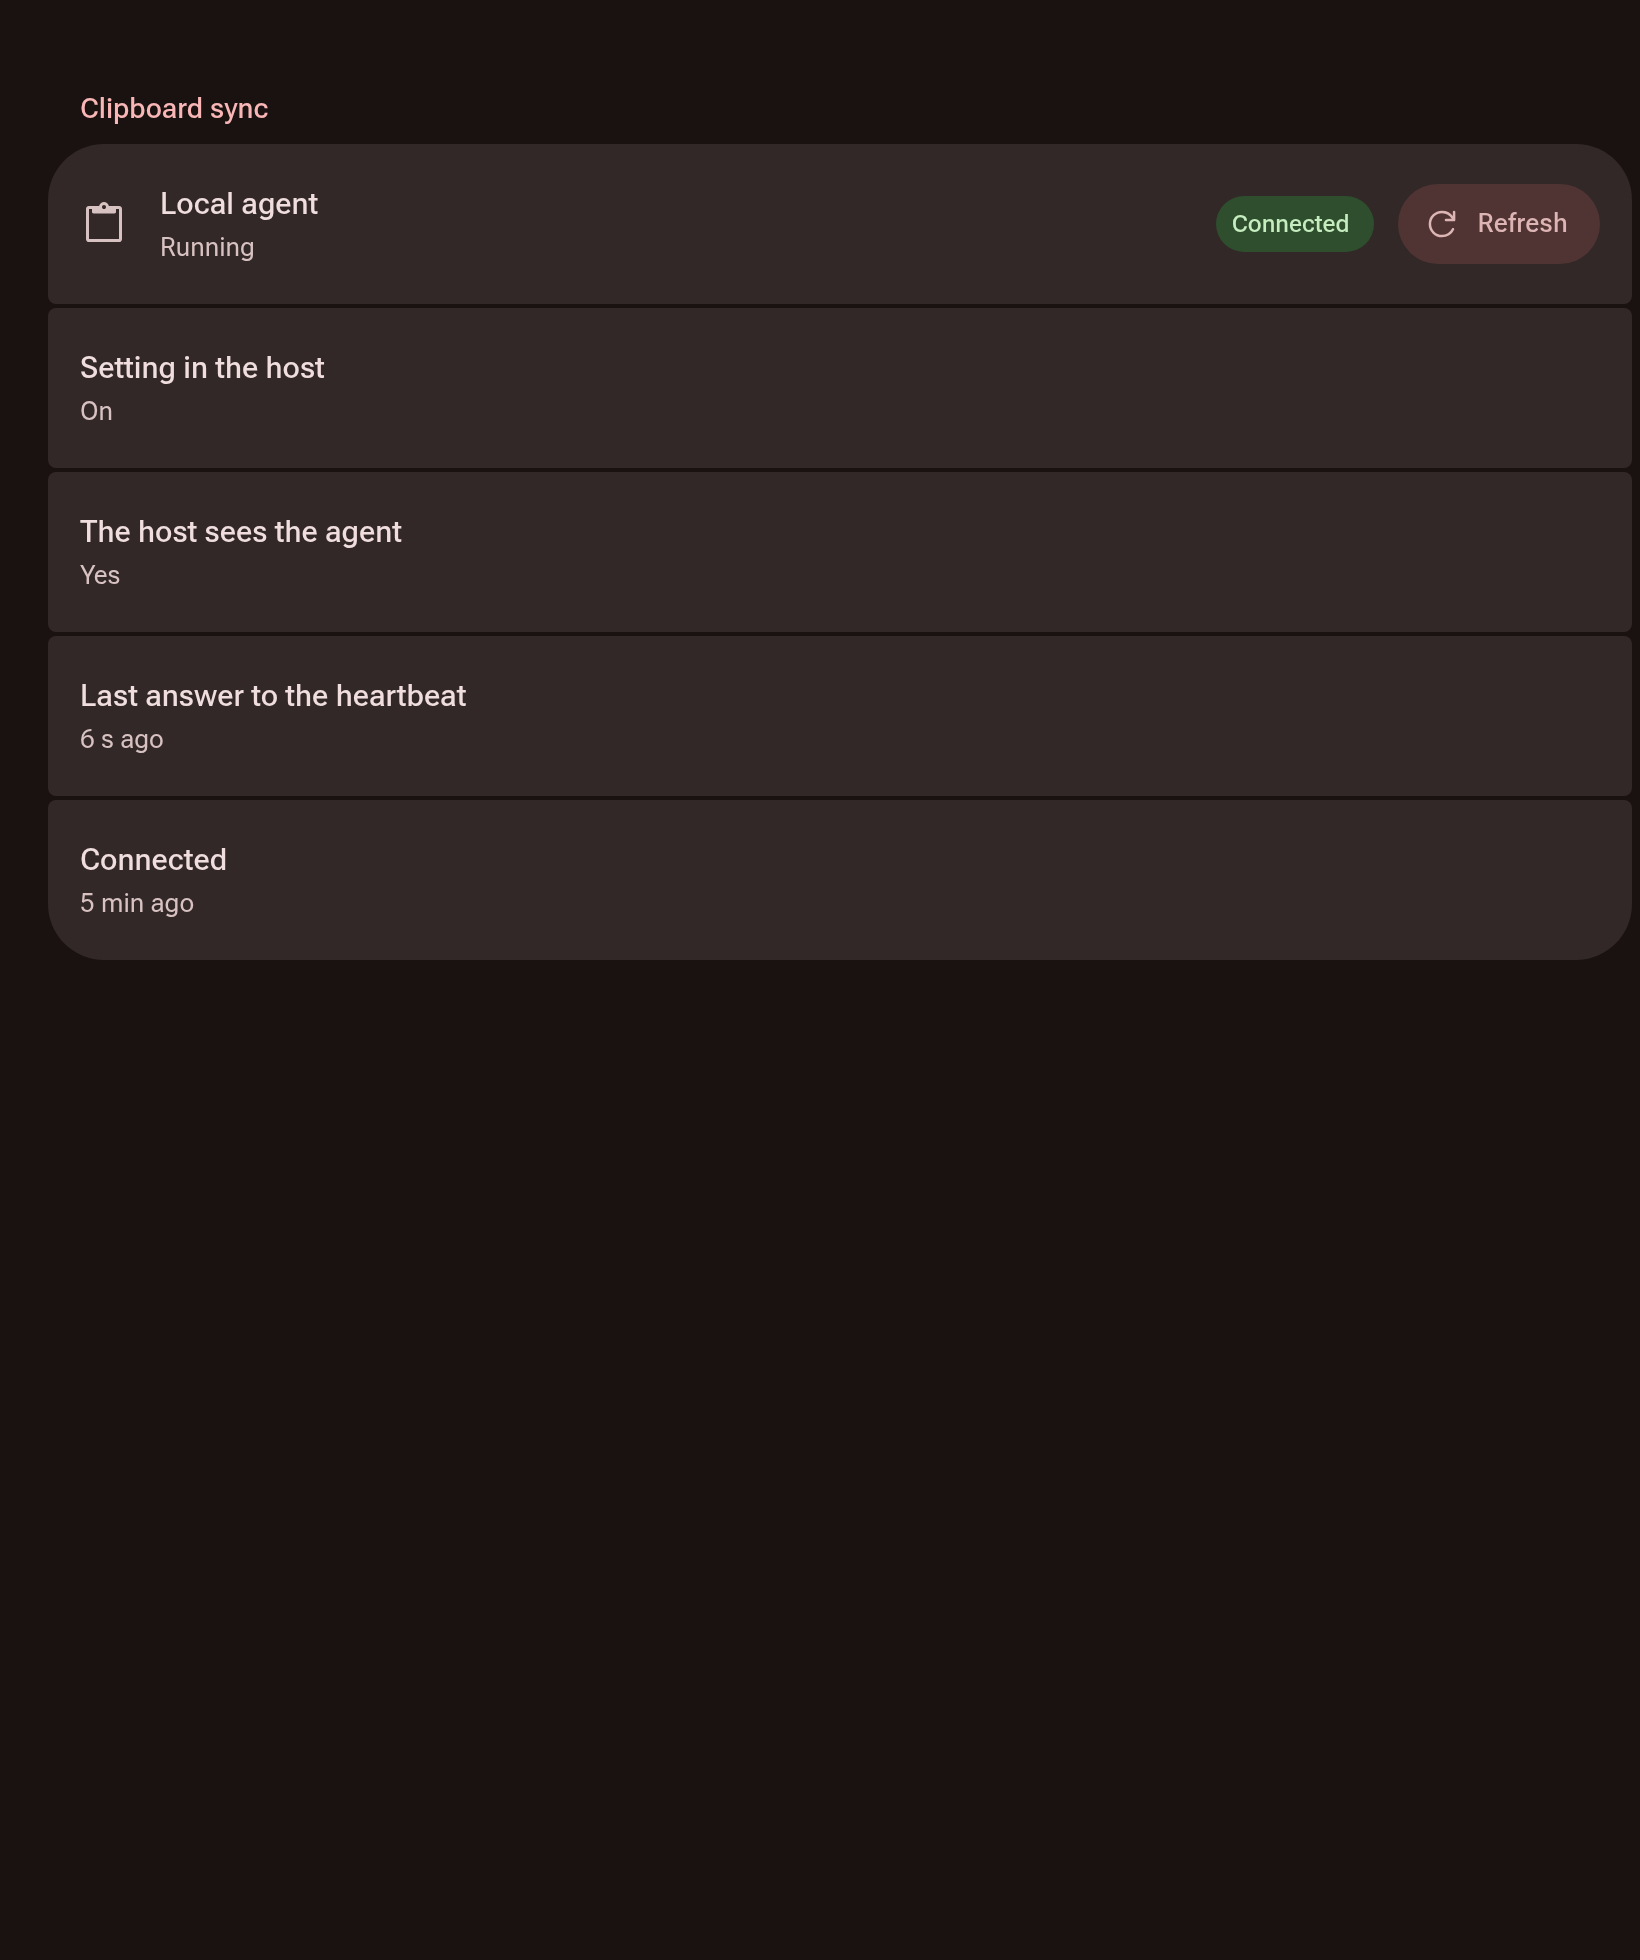 Clipboard sync
Local agent
Running
Connected
Refresh
Setting in the host
On
The host sees the agent
Yes
Last answer to the heartbeat
6 s ago
Connected
5 min ago